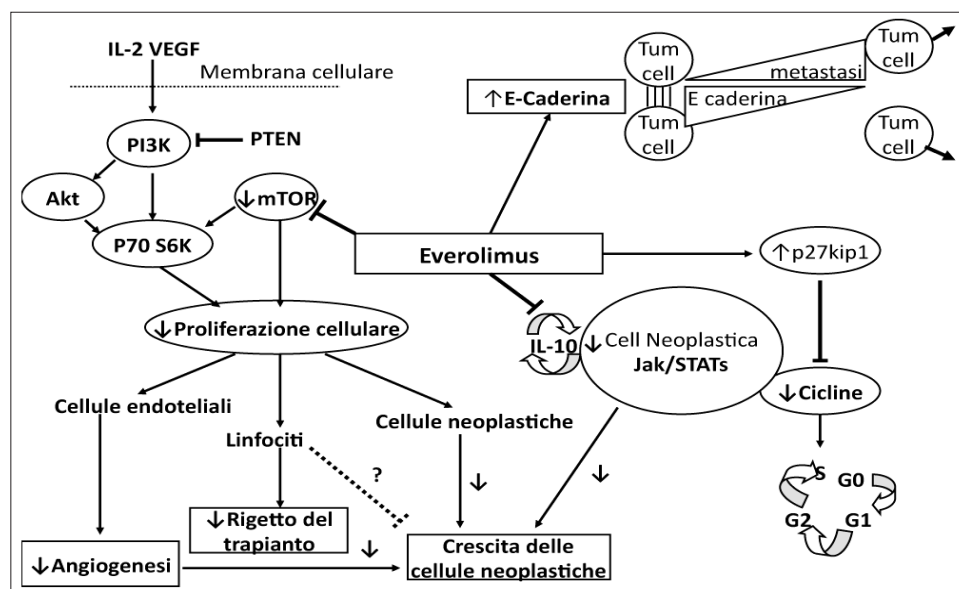 IL-2 VEGF
Membrana cellulare
PI3K
PTEN
Akt
↓mTOR
P70 S6K
↑E-Caderina
Tum
cell
Tum
cell
metastasi
E caderina
Tum
cell
Tum
cell
Everolimus
↑p27kip1
↓Proliferazione cellulare
IL-10
↓Cell Neoplastica
Jak/STATs
↓Cicline
Cellule endoteliali
Linfociti
Cellule neoplastiche
?
↓
↓
S
G0
G2
G1
↓Rigetto del
trapianto
↓
↓Angiogenesi
Crescita delle
cellule neoplastiche